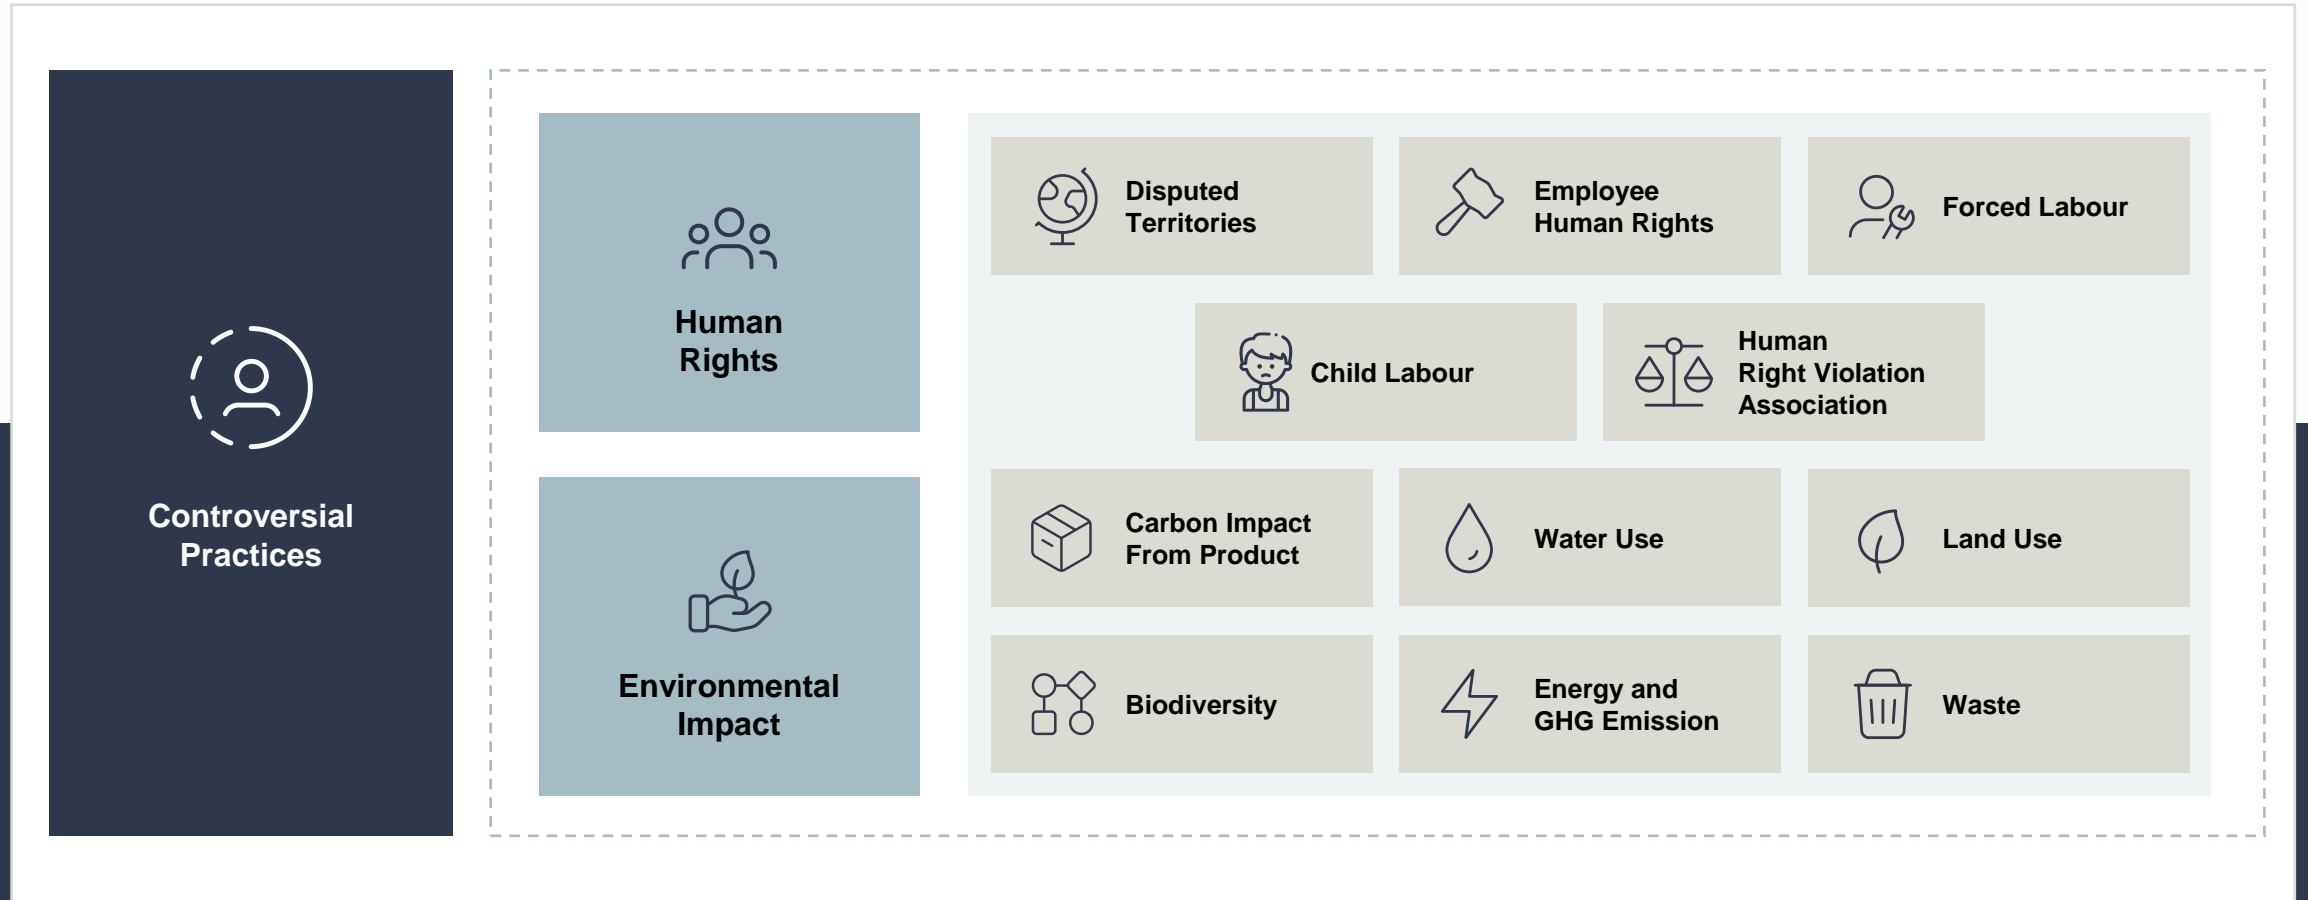 Controversial
Practices
Human
Rights
Environmental
Impact
Disputed
Territories
Employee
Human Rights
Forced Labour
Child Labour
Human
Right Violation
Association
Carbon Impact
From Product
Water Use
Land Use
Biodiversity
Energy and
GHG Emission
Waste